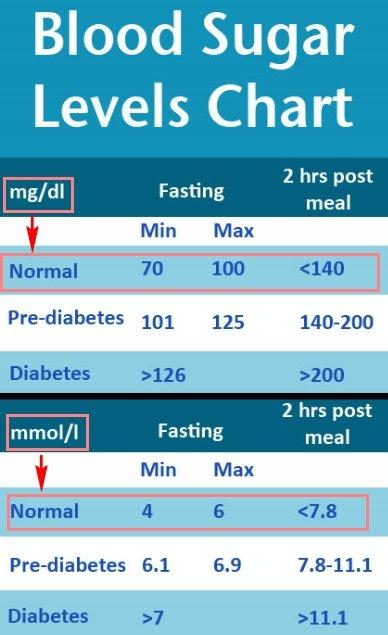 Blood Sugar
Levels Chart
mg/dl Fasting 2 hrs post
meal
Min Max
Normal 70 100 <140
Pre-diabetes 101 125 140-200
Diabetes >126 >200
mmol/l Fasting 2 hrs post
meal
Min Max
Normal 4 6 <7.8
Pre-diabetes 6.1 6.9 7.8-11.1
Diabetes >7 >11.1